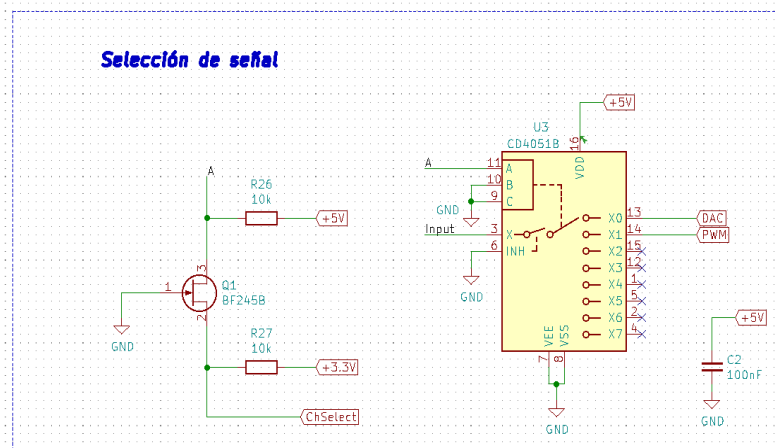 Selección de señal
A
R26
10k
+5V
3
1
Q1
BF245B
2
GND
R27
10k
+3.3V
ChSelect
+5V
U3
CD4051B
16
VDD
A
11
A
10
B
9
C
GND
Input
3
X
6
INH
GND
X0
13
DAC
X1
14
PWM
X2
15
X3
12
X4
1
X5
5
X6
2
X7
4
VEE
VSS
7
8
GND
+5V
C2
100nF
GND